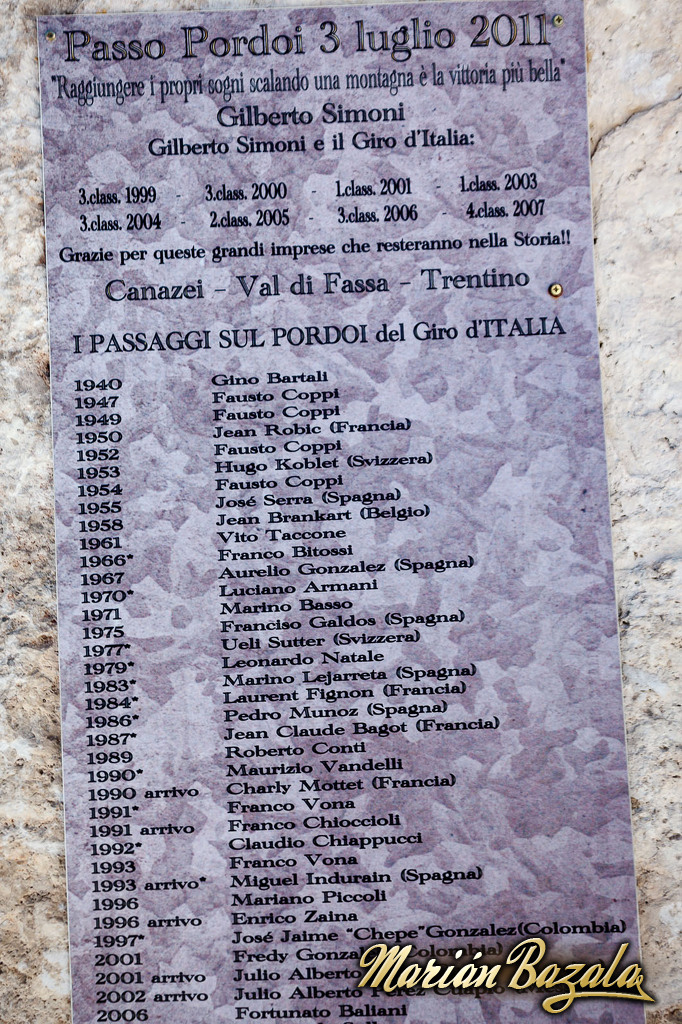 Passo Pordoi 3 luglio 2011
"Raggiungere i propri sogni scalando una montagna è la vittoria più bella"
Gilberto Simoni
Gilberto Simoni e il Giro d'Italia:
3.class. 1999 - 3.class. 2000 - 1.class. 2001 - 1.class. 2003
3.class. 2004 - 2.class. 2005 - 3.class. 2006 - 4.class. 2007
Grazie per queste grandi imprese che resteranno nella Storia!!
Canazei - Val di Fassa - Trentino
I PASSAGGI SUL PORDOI del Giro d'ITALIA
1940 Gino Bartali
1947 Fausto Coppi
1949 Fausto Coppi
1950 Jean Robic (Francia)
1952 Fausto Coppi
1953 Hugo Koblet (Svizzera)
1954 Fausto Coppi
1955 José Serra (Spagna)
1958 Jean Brankart (Belgio)
1961 Vito Taccone
1966* Franco Bitossi
1967 Aurelio Gonzalez (Spagna)
1970* Luciano Armani
1971 Marino Basso
1975 Franciso Galdos (Spagna)
1977* Ueli Sutter (Svizzera)
1979* Leonardo Natale
1983* Marino Lejarreta (Spagna)
1984* Laurent Fignon (Francia)
1986* Pedro Munoz (Spagna)
1987* Jean Claude Bagot (Francia)
1989 Roberto Conti
1990* Maurizio Vandelli
1990 arrivo Charly Mottet (Francia)
1991* Franco Vona
1991 arrivo Franco Chioccioli
1992* Claudio Chiappucci
1993 Franco Vona
1993 arrivo* Miguel Indurain (Spagna)
1996 Mariano Piccoli
1996 arrivo Enrico Zaina
1997* José Jaime "Chepe"Gonzalez(Colombia)
2001 Fredy Gonzalez (Colombia)
2001 arrivo Julio Alberto
2002 arrivo Julio Alberto Perez Cuapio
2006 Fortunato Baliani
Marián Bazala